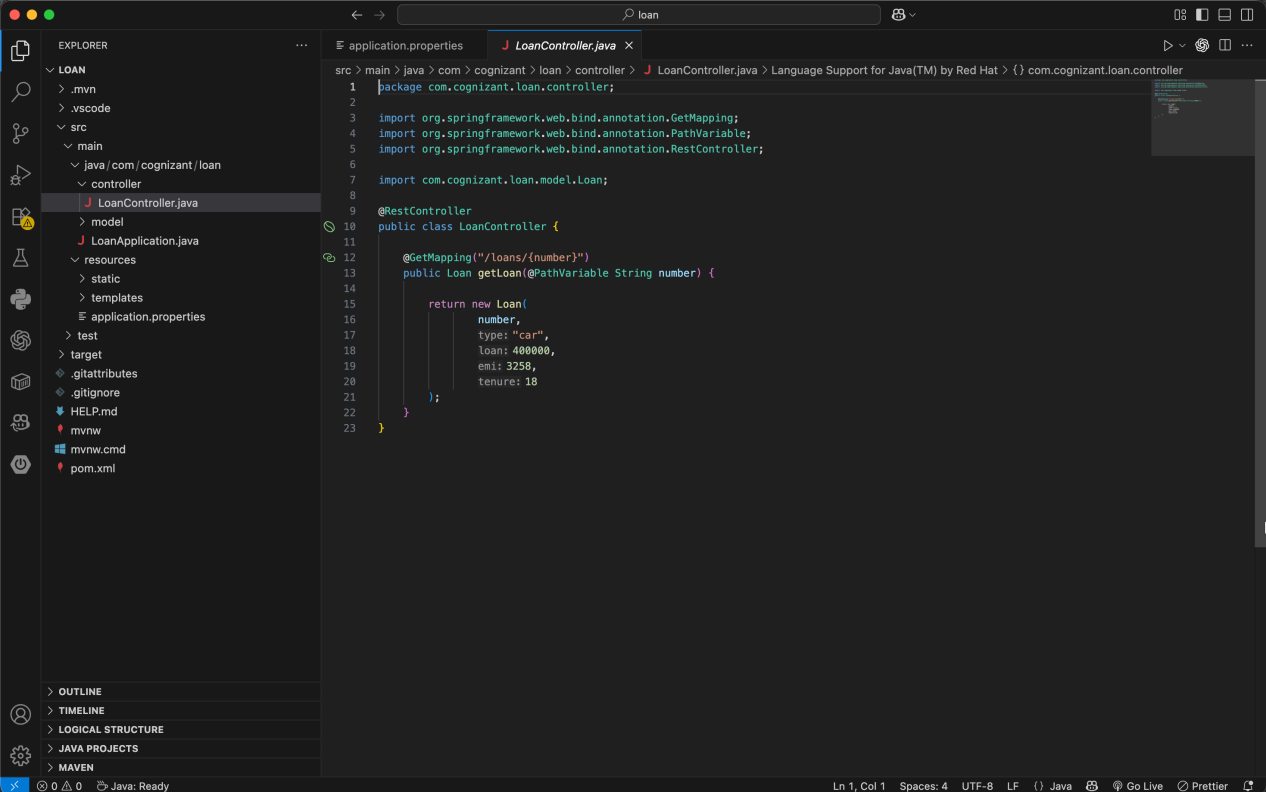 loan
EXPLORER
LOAN
.mvn
.vscode
src
main
java/com/cognizant/loan
controller
LoanController.java
model
LoanApplication.java
resources
static
templates
application.properties
test
target
.gitattributes
.gitignore
HELP.md
mvnw
mvnw.cmd
pom.xml
OUTLINE
TIMELINE
LOGICAL STRUCTURE
JAVA PROJECTS
MAVEN
application.properties
J LoanController.java
src > main > java > com > cognizant > loan > controller > J LoanController.java > Language Support for Java(TM) by Red Hat > {} com.cognizant.loan.controller
1 package com.cognizant.loan.controller;
2
3 import org.springframework.web.bind.annotation.GetMapping;
4 import org.springframework.web.bind.annotation.PathVariable;
5 import org.springframework.web.bind.annotation.RestController;
6
7 import com.cognizant.loan.model.Loan;
8
9 @RestController
10 public class LoanController {
11
12 @GetMapping("/loans/{number}")
13 public Loan getLoan(@PathVariable String number) {
14
15 return new Loan(
16 number,
17 type: "car",
18 loan: 400000,
19 emi: 3258,
20 tenure: 18
21 );
22 }
23 }
0 0 Java: Ready Ln 1, Col 1 Spaces: 4 UTF-8 LF {} Java Go Live Prettier